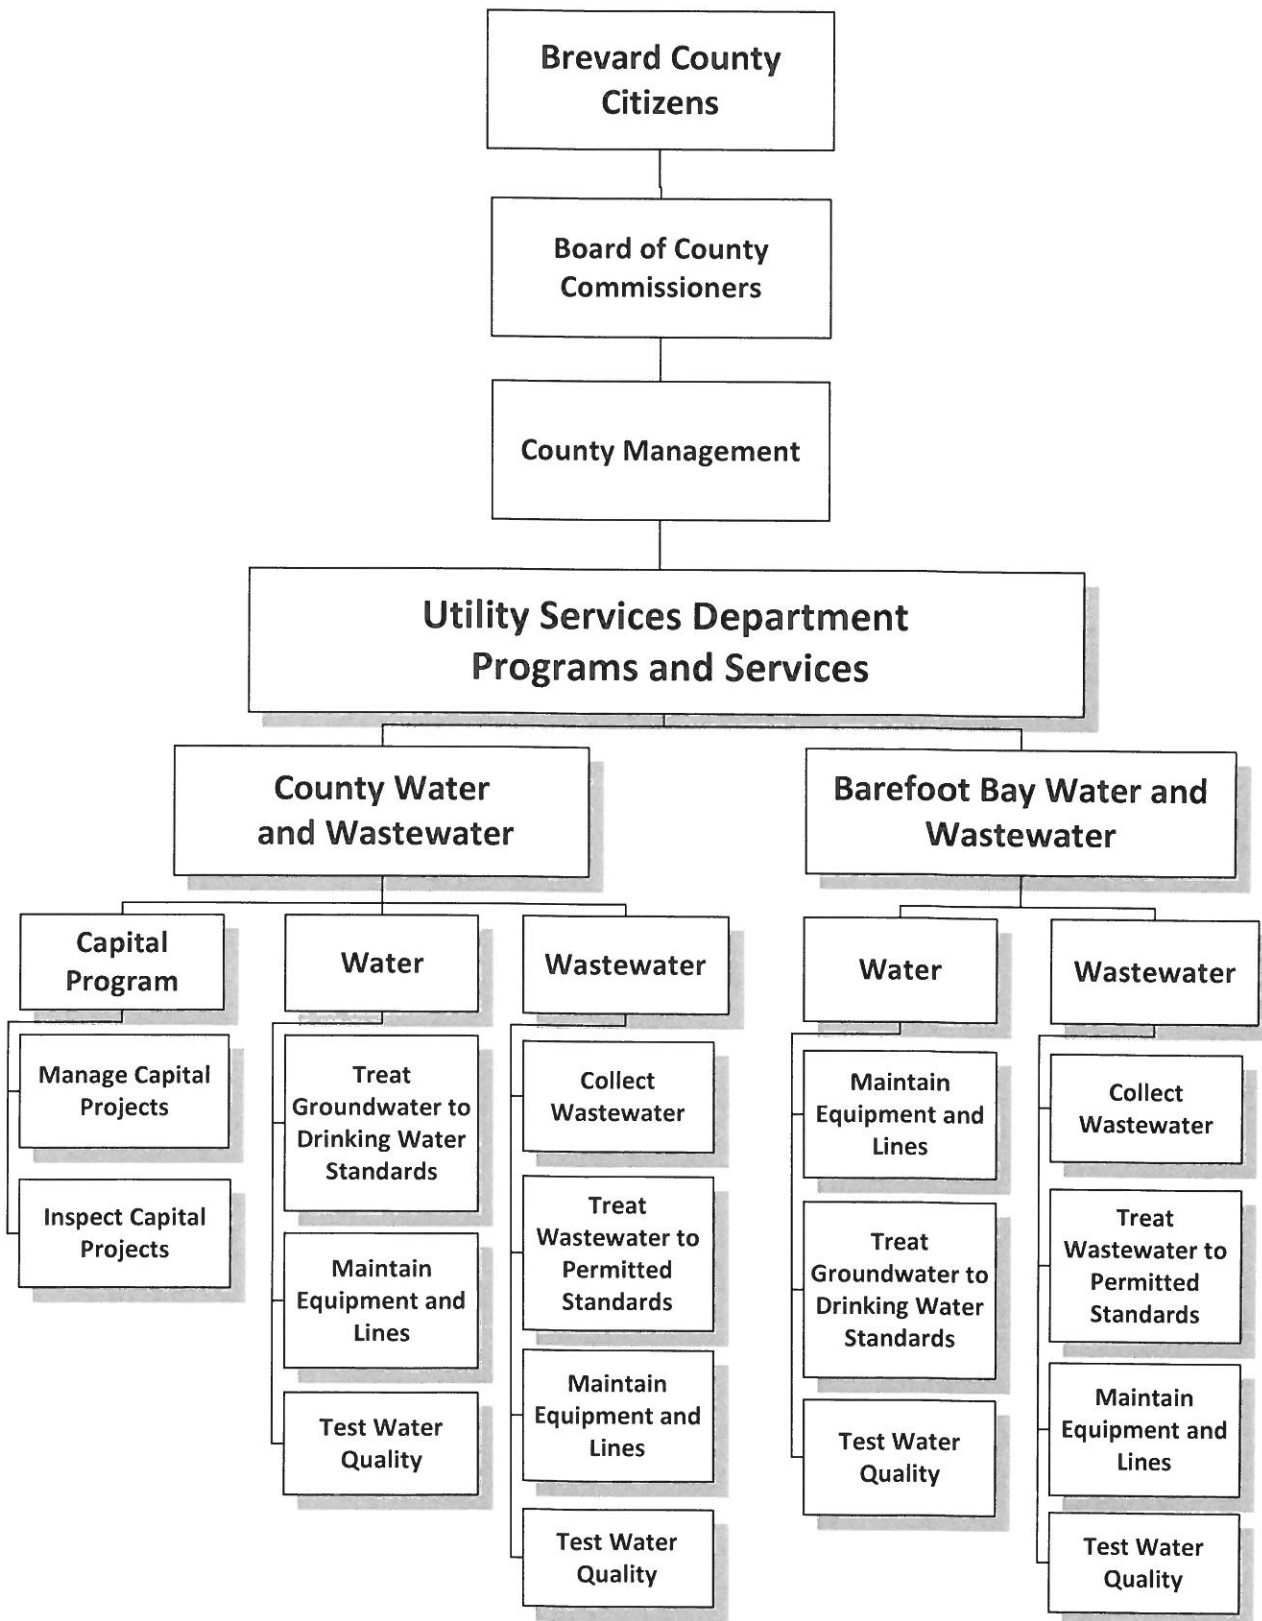 Brevard County
Citizens
Board of County
Commissioners
County Management
Utility Services Department
Programs and Services
County Water
and Wastewater
Barefoot Bay Water and
Wastewater
Capital
Program
Manage Capital
Projects
Inspect Capital
Projects
Water
Treat
Groundwater to
Drinking Water
Standards
Maintain
Equipment and
Lines
Test Water
Quality
Wastewater
Collect
Wastewater
Treat
Wastewater to
Permitted
Standards
Maintain
Equipment and
Lines
Test Water
Quality
Water
Maintain
Equipment and
Lines
Treat
Groundwater to
Drinking Water
Standards
Test Water
Quality
Wastewater
Collect
Wastewater
Treat
Wastewater to
Permitted
Standards
Maintain
Equipment and
Lines
Test Water
Quality